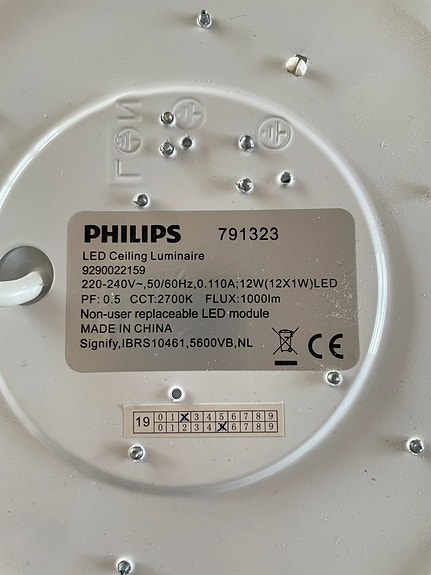 L N
PHILIPS 791323
LED Ceiling Luminaire
9290022159
220-240V~,50/60Hz,0.110A;12W(12X1W)LED
PF: 0.5 CCT:2700K FLUX:1000lm
Non-user replaceable LED module
MADE IN CHINA
Signify,IBRS10461,5600VB,NL
CE
19 0 1 2 3 4 5 6 7 8 9
0 1 2 3 4 5 6 7 8 9